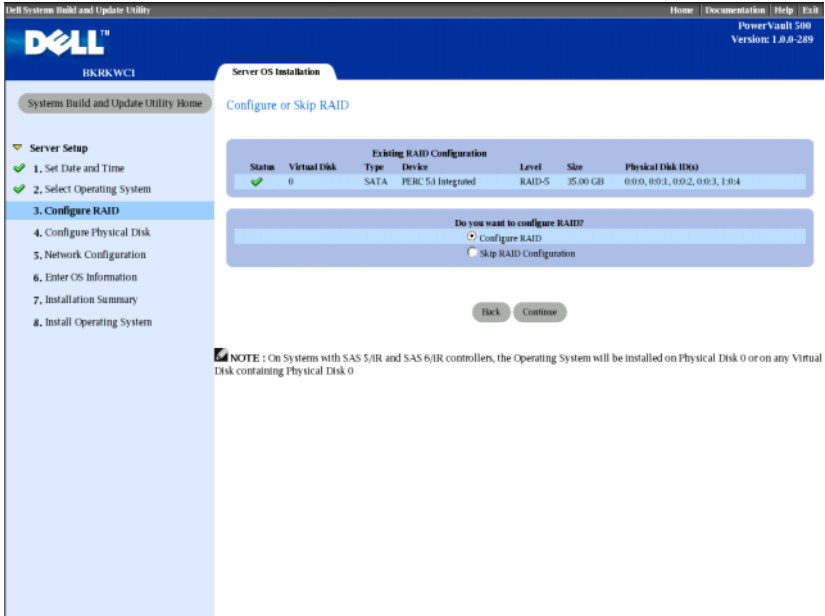 Dell Systems Build and Update Utility
Home Documentation Help Exit
DELL™
PowerVault 500
Version: 1.0.0-289
BKRKWC1
Server OS Installation
Systems Build and Update Utility Home
Configure or Skip RAID
Server Setup
1. Set Date and Time
2. Select Operating System
3. Configure RAID
4. Configure Physical Disk
5. Network Configuration
6. Enter OS Information
7. Installation Summary
8. Install Operating System
Existing RAID Configuration
Status Virtual Disk Type Device Level Size Physical Disk ID(s)
0 SATA PERC 5/i Integrated RAID-5 35.00 GB 0:0:0, 0:0:1, 0:0:2, 0:0:3, 1:0:4
Do you want to configure RAID?
Configure RAID
Skip RAID Configuration
Back Continue
NOTE : On Systems with SAS 5/iR and SAS 6/iR controllers, the Operating System will be installed on Physical Disk 0 or on any Virtual
Disk containing Physical Disk 0